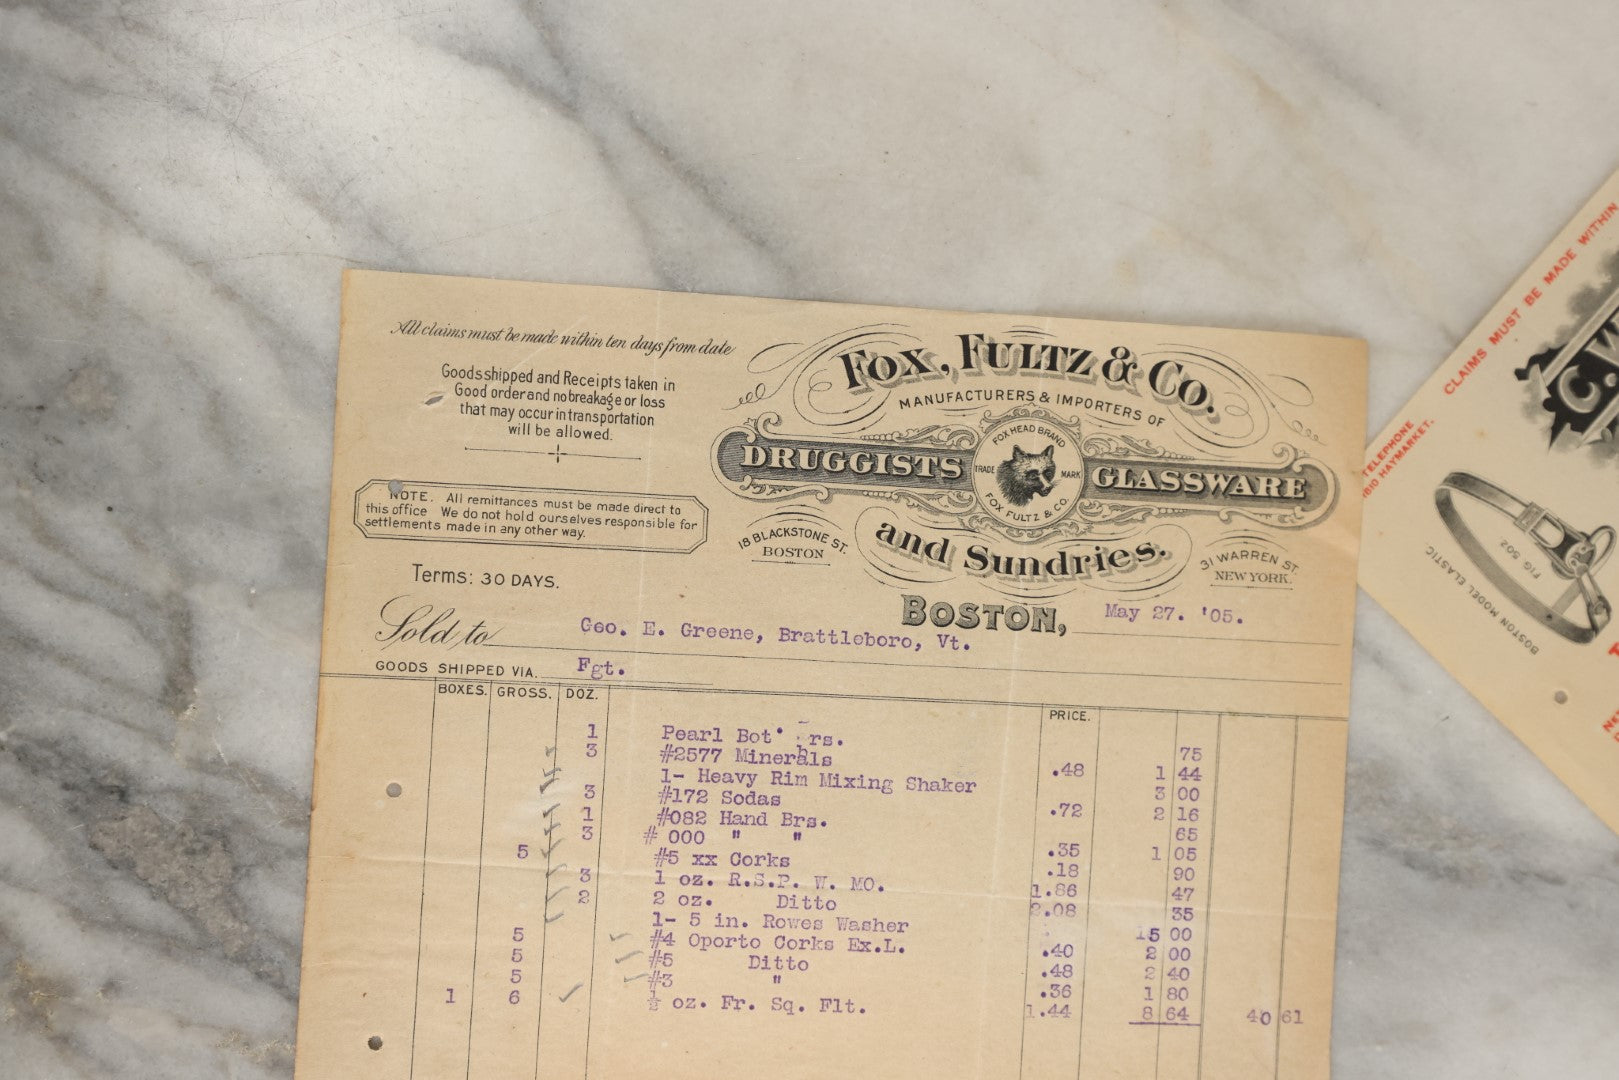 All claims must be made within ten days from date
Goods shipped and Receipts taken in
Good order and no breakage or loss
that may occur in transportation
will be allowed.
NOTE. All remittances must be made direct to
this office We do not hold ourselves responsible for
settlements made in any other way.
Terms: 30 DAYS.
FOX, FULTZ & CO.
MANUFACTURERS & IMPORTERS OF
DRUGGISTS GLASSWARE
FOX HEAD BRAND
TRADE MARK
FOX FULTZ & CO.
and Sundries.
18 BLACKSTONE ST.
BOSTON
31 WARREN ST.
NEW YORK.
BOSTON, May 27. '05.
Sold to Geo. E. Greene, Brattleboro, Vt.
GOODS SHIPPED VIA. Fgt.
BOXES. GROSS. DOZ. PRICE.
1 Pearl Bot' Brs. 75
3 #2577 Minerals .48 1 44
1- Heavy Rim Mixing Shaker 3 00
3 #172 Sodas .72 2 16
1 #082 Hand Brs. 65
3 # 000 " " .35 1 05
5 #5 xx Corks .18 90
3 1 oz. R.S.P. W. MO. 1.86 47
2 2 oz. Ditto 2.08 35
1- 5 in. Rowes Washer 15 00
5 #4 Oporto Corks Ex.L. .40 2 00
5 #5 Ditto .48 2 40
5 #3 " .36 1 80
1 6 ½ oz. Fr. Sq. Flt. 1.44 8 64 40 61
CLAIMS MUST BE MADE WITHIN
TELEPHONE
HAYMARKET.
C.W
FIG 502
BOSTON MODEL ELASTIC